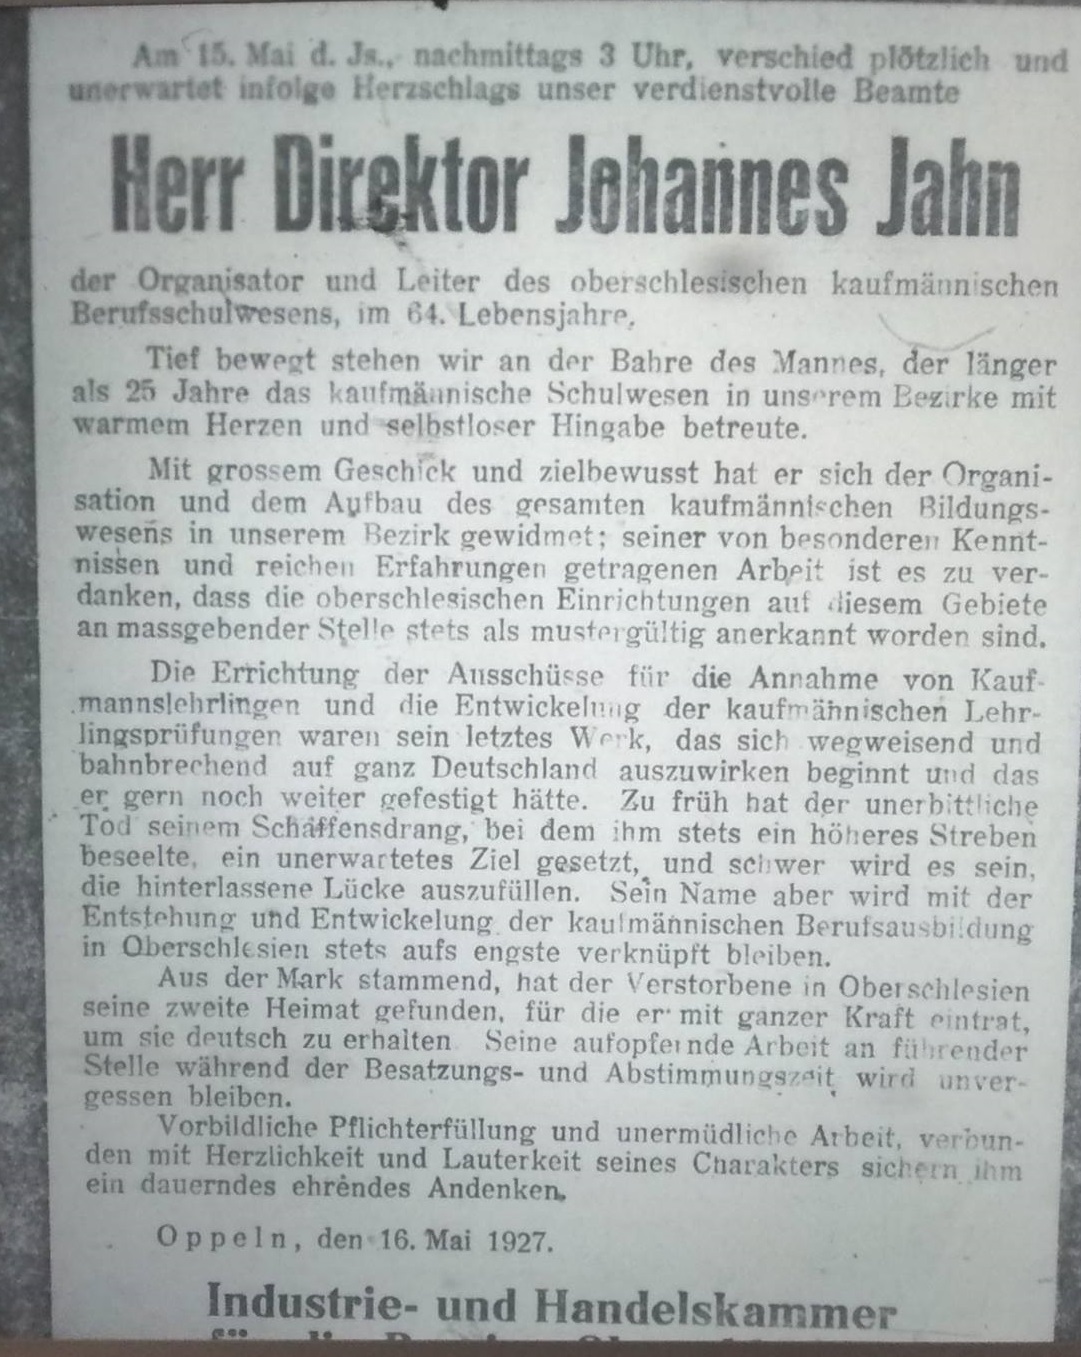 Am 15. Mai d. Js., nachmittags 3 Uhr, verschied plötzlich und
unerwartet infolge Herzschlags unser verdienstvolle Beamte
Herr Direktor Johannes Jahn
der Organisator und Leiter des oberschlesischen kaufmännischen
Berufsschulwesens, im 64. Lebensjahre.
Tief bewegt stehen wir an der Bahre des Mannes, der länger
als 25 Jahre das kaufmännische Schulwesen in unserem Bezirke mit
warmem Herzen und selbstloser Hingabe betreute.
Mit grossem Geschick und zielbewusst hat er sich der Organi-
sation und dem Aufbau des gesamten kaufmännischen Bildungs-
wesens in unserem Bezirk gewidmet; seiner von besonderen Kennt-
nissen und reichen Erfahrungen getragenen Arbeit ist es zu ver-
danken, dass die oberschlesischen Einrichtungen auf diesem Gebiete
an massgebender Stelle stets als mustergültig anerkannt worden sind.
Die Errichtung der Ausschüsse für die Annahme von Kauf-
mannslehrlingen und die Entwickelung der kaufmännischen Lehr-
lingsprüfungen waren sein letztes Werk, das sich wegweisend und
bahnbrechend auf ganz Deutschland auszuwirken beginnt und das
er gern noch weiter gefestigt hätte. Zu früh hat der unerbittliche
Tod seinem Schaffensdrang, bei dem ihm stets ein höheres Streben
beseelte, ein unerwartetes Ziel gesetzt, und schwer wird es sein,
die hinterlassene Lücke auszufüllen. Sein Name aber wird mit der
Entstehung und Entwickelung der kaufmännischen Berufsausbildung
in Oberschlesien stets aufs engste verknüpft bleiben.
Aus der Mark stammend, hat der Verstorbene in Oberschlesien
seine zweite Heimat gefunden, für die er mit ganzer Kraft eintrat,
um sie deutsch zu erhalten Seine aufopfernde Arbeit an führender
Stelle während der Besatzungs- und Abstimmungszeit wird unver-
gessen bleiben.
Vorbildliche Pflichterfüllung und unermüdliche Arbeit, verbun-
den mit Herzlichkeit und Lauterkeit seines Charakters sichern ihm
ein dauerndes ehrendes Andenken.
Oppeln, den 16. Mai 1927.
Industrie- und Handelskammer